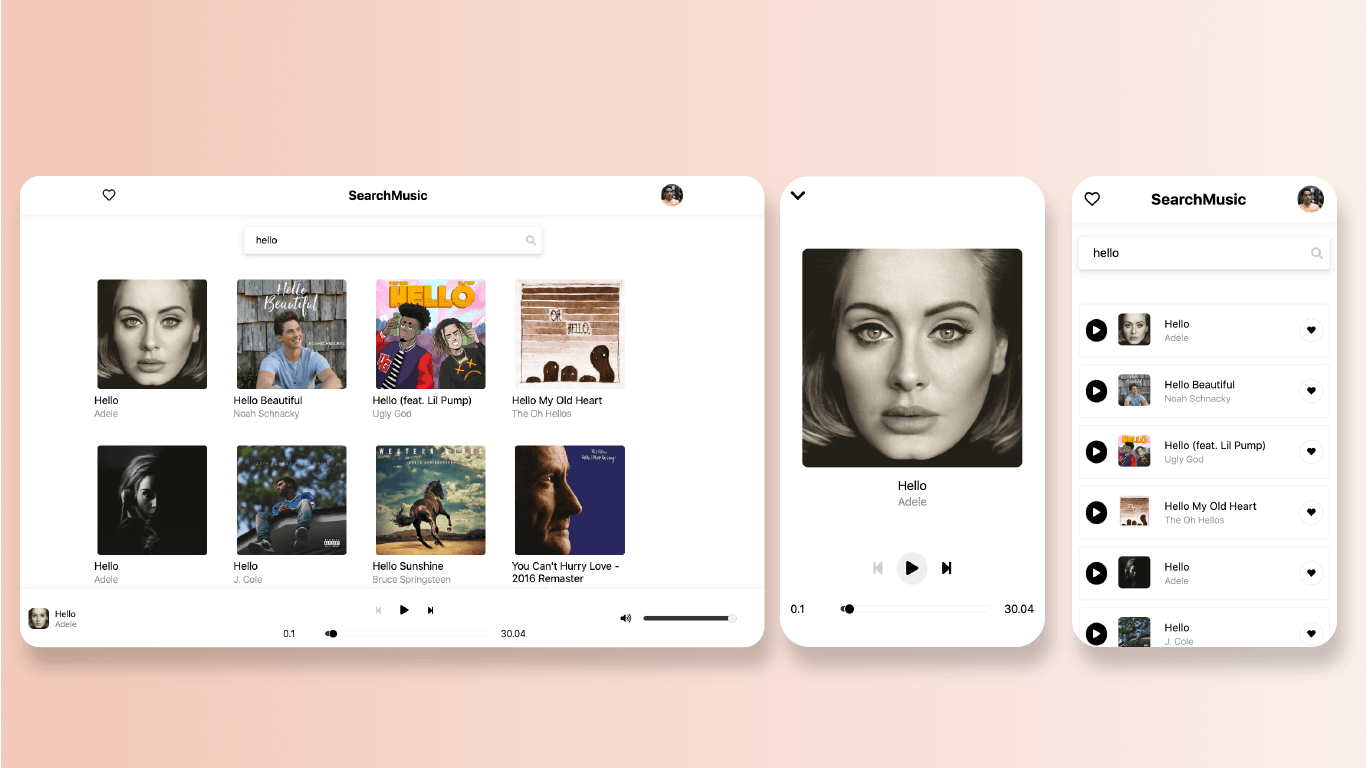 SearchMusic
hello
Hello
Beautiful
HELLO
OH
HELLO.
Hello
Adele
Hello Beautiful
Noah Schnacky
Hello (feat. Lil Pump)
Ugly God
Hello My Old Heart
The Oh Hellos
WESTERN STARS
Hello
Adele
Hello
J. Cole
Hello Sunshine
Bruce Springsteen
You Can't Hurry Love -
2016 Remaster
Hello
Adele
0.1
30.04
Hello
Adele
0.1
30.04
SearchMusic
hello
Hello
Adele
Hello Beautiful
Noah Schnacky
Hello (feat. Lil Pump)
Ugly God
Hello My Old Heart
The Oh Hellos
Hello
Adele
Hello
J. Cole